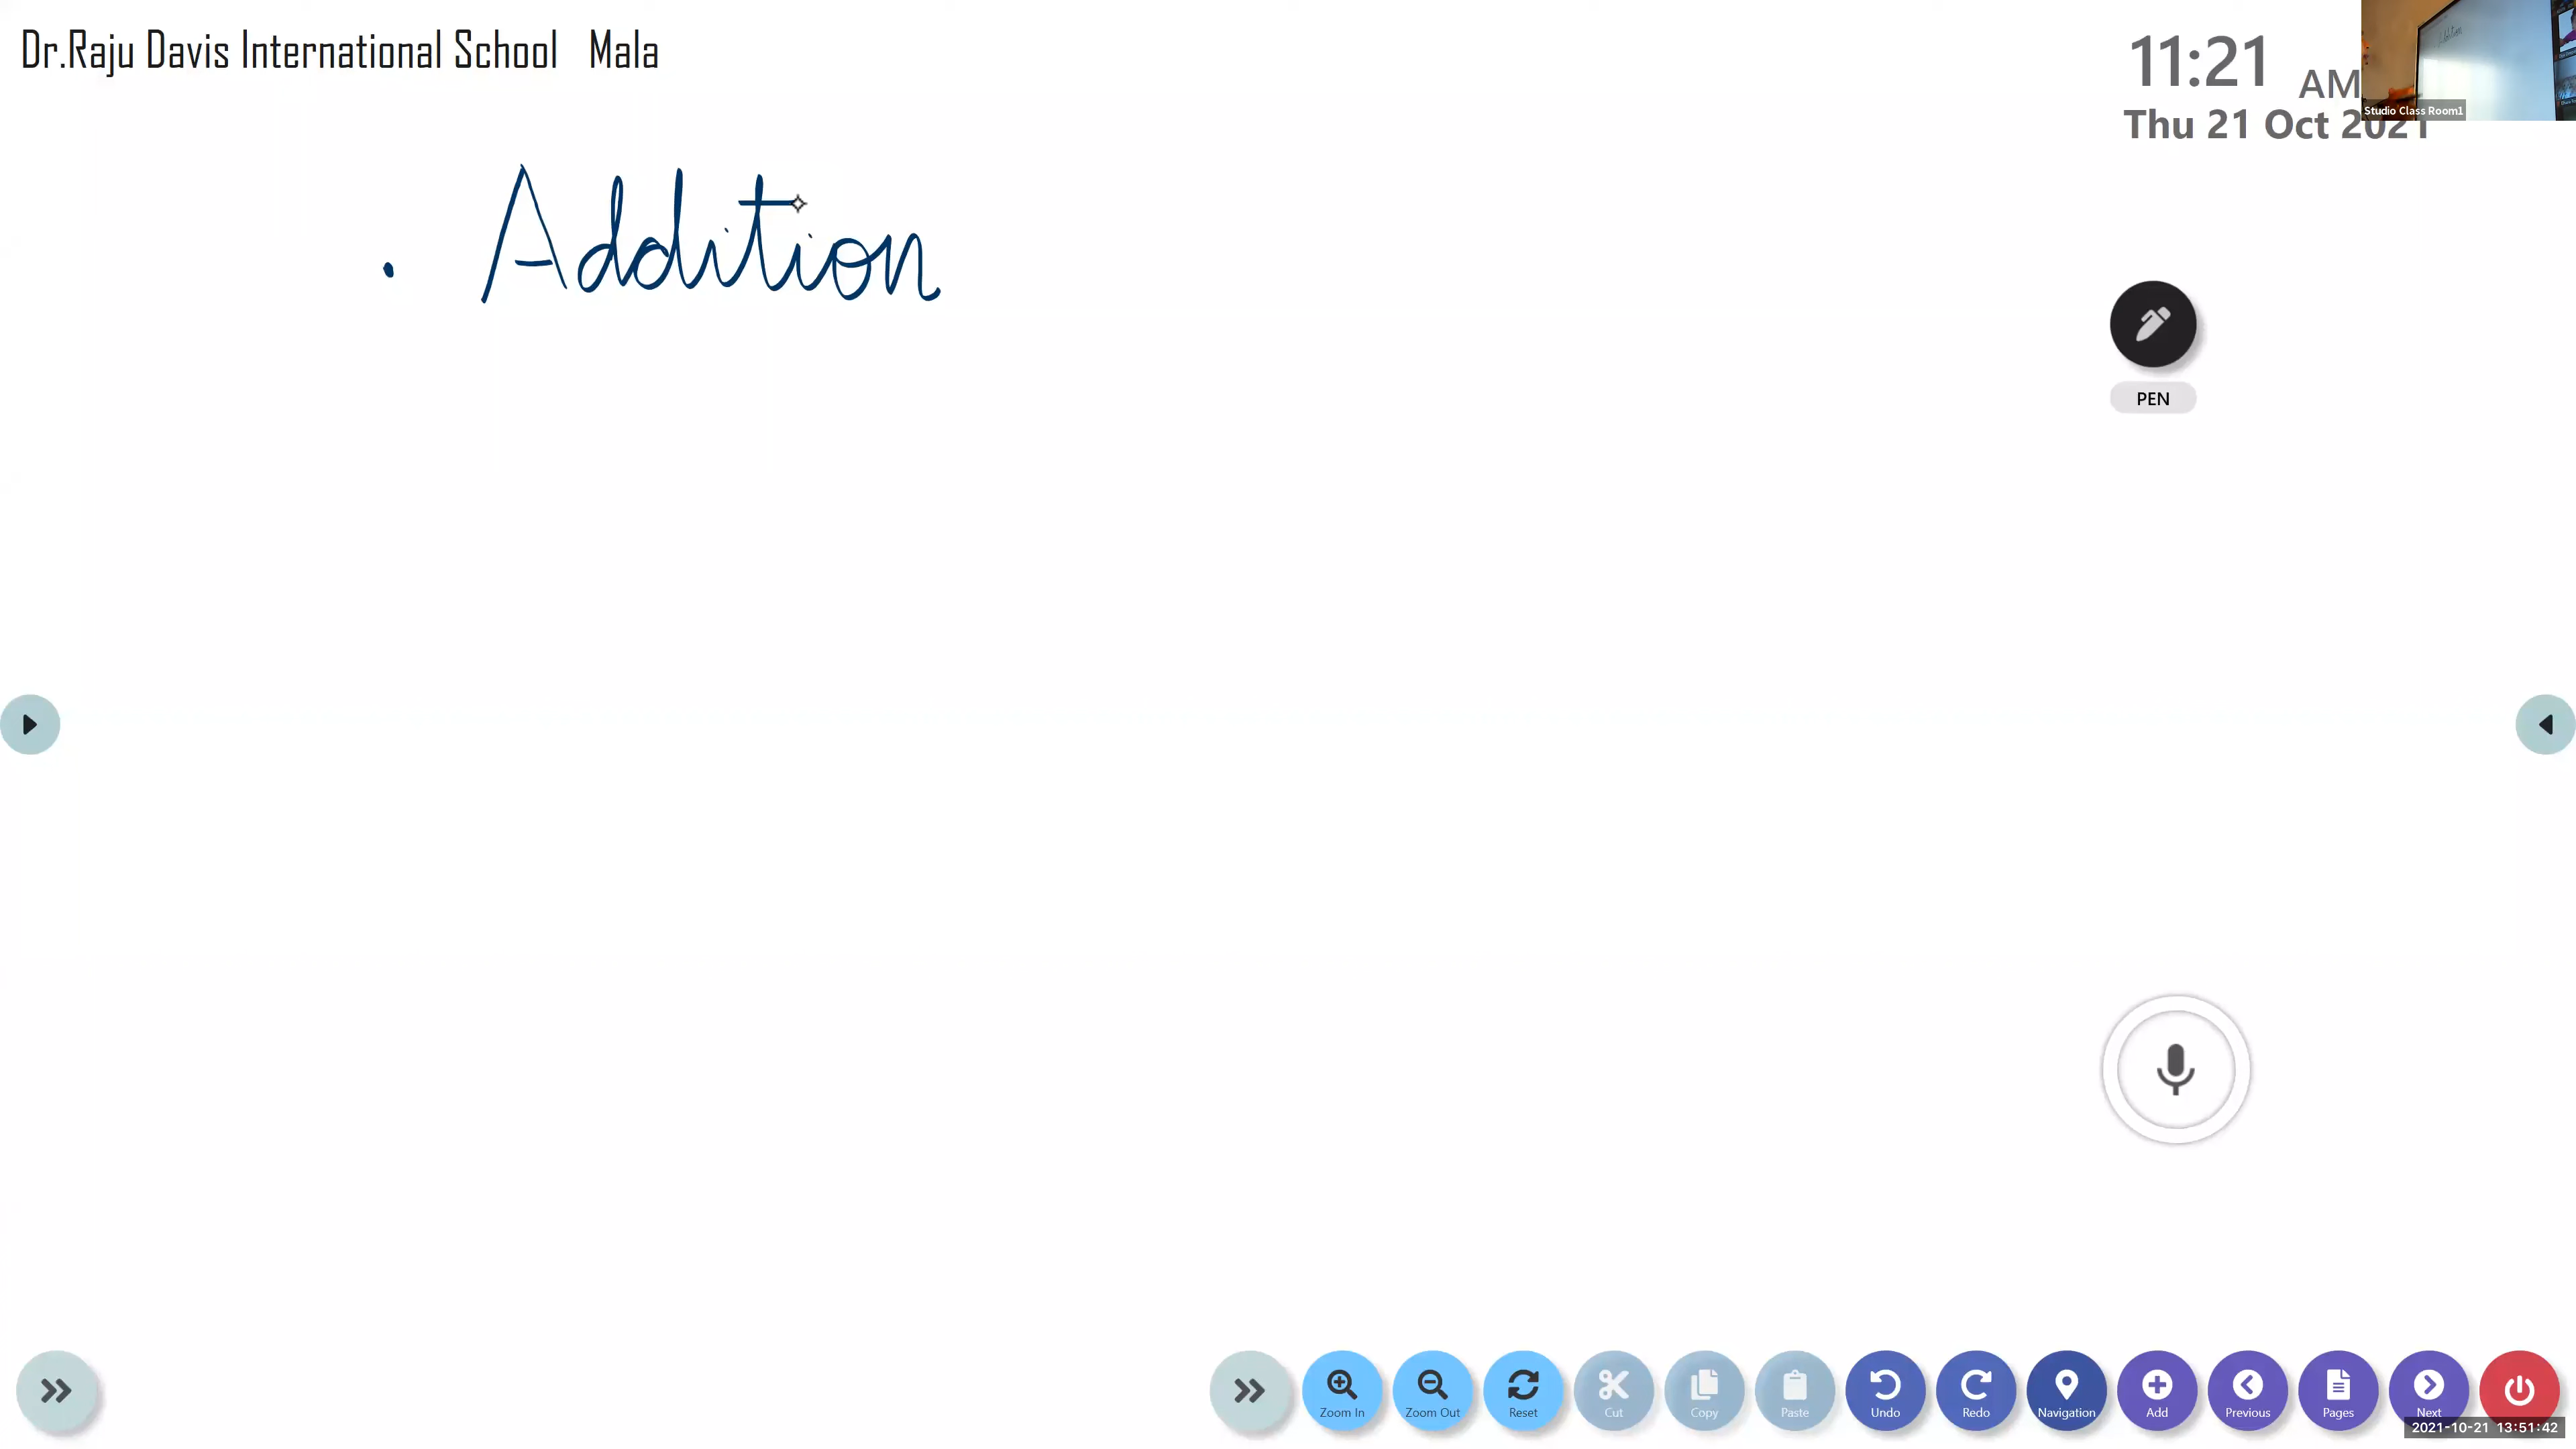 Dr.Raju Davis International School Mala
11:21 AM
Thu 21 Oct 2021
Studio Class Room1
. Addition
PEN
Zoom In Zoom Out Reset Cut Copy Paste Undo Redo Navigation Add Previous Pages Next
2021-10-21 13:51:42